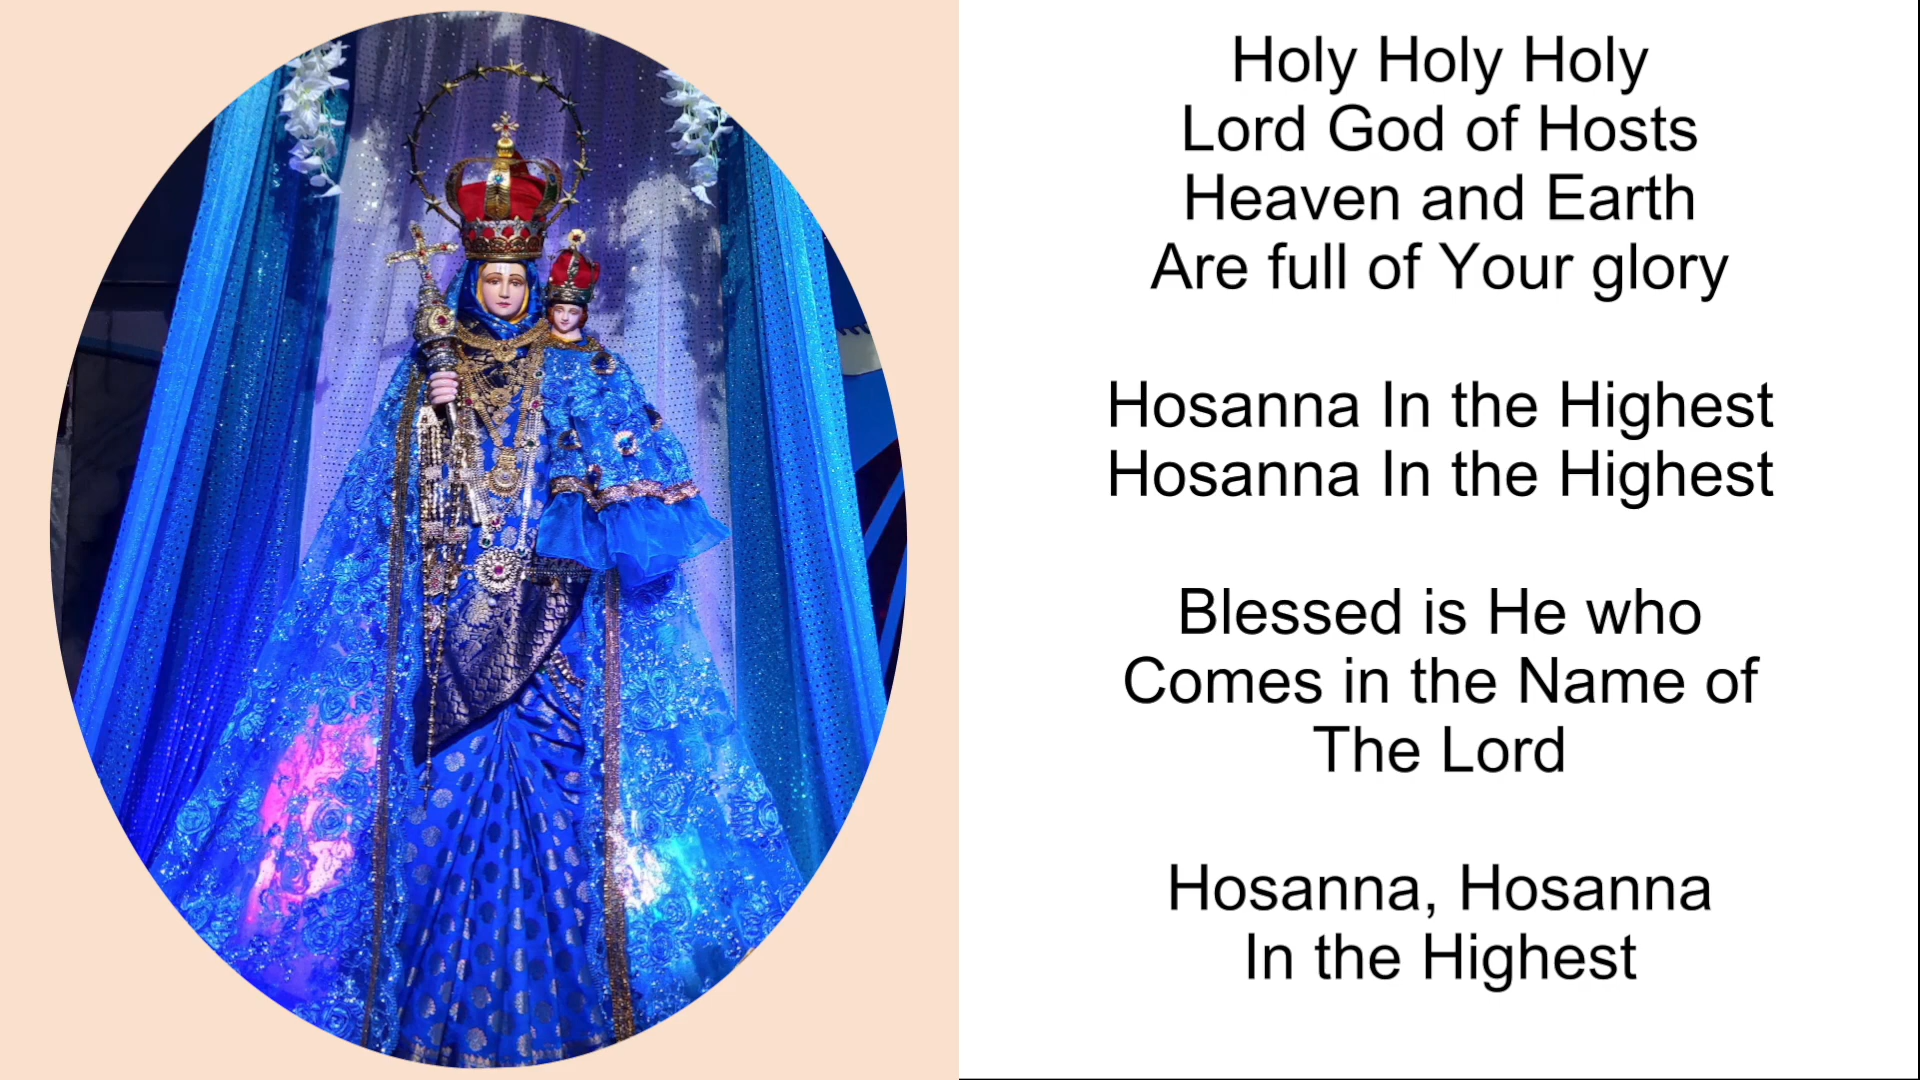 Holy Holy Holy
Lord God of Hosts
Heaven and Earth
Are full of Your glory
Hosanna In the Highest
Hosanna In the Highest
Blessed is He who
Comes in the Name of
The Lord
Hosanna, Hosanna
In the Highest